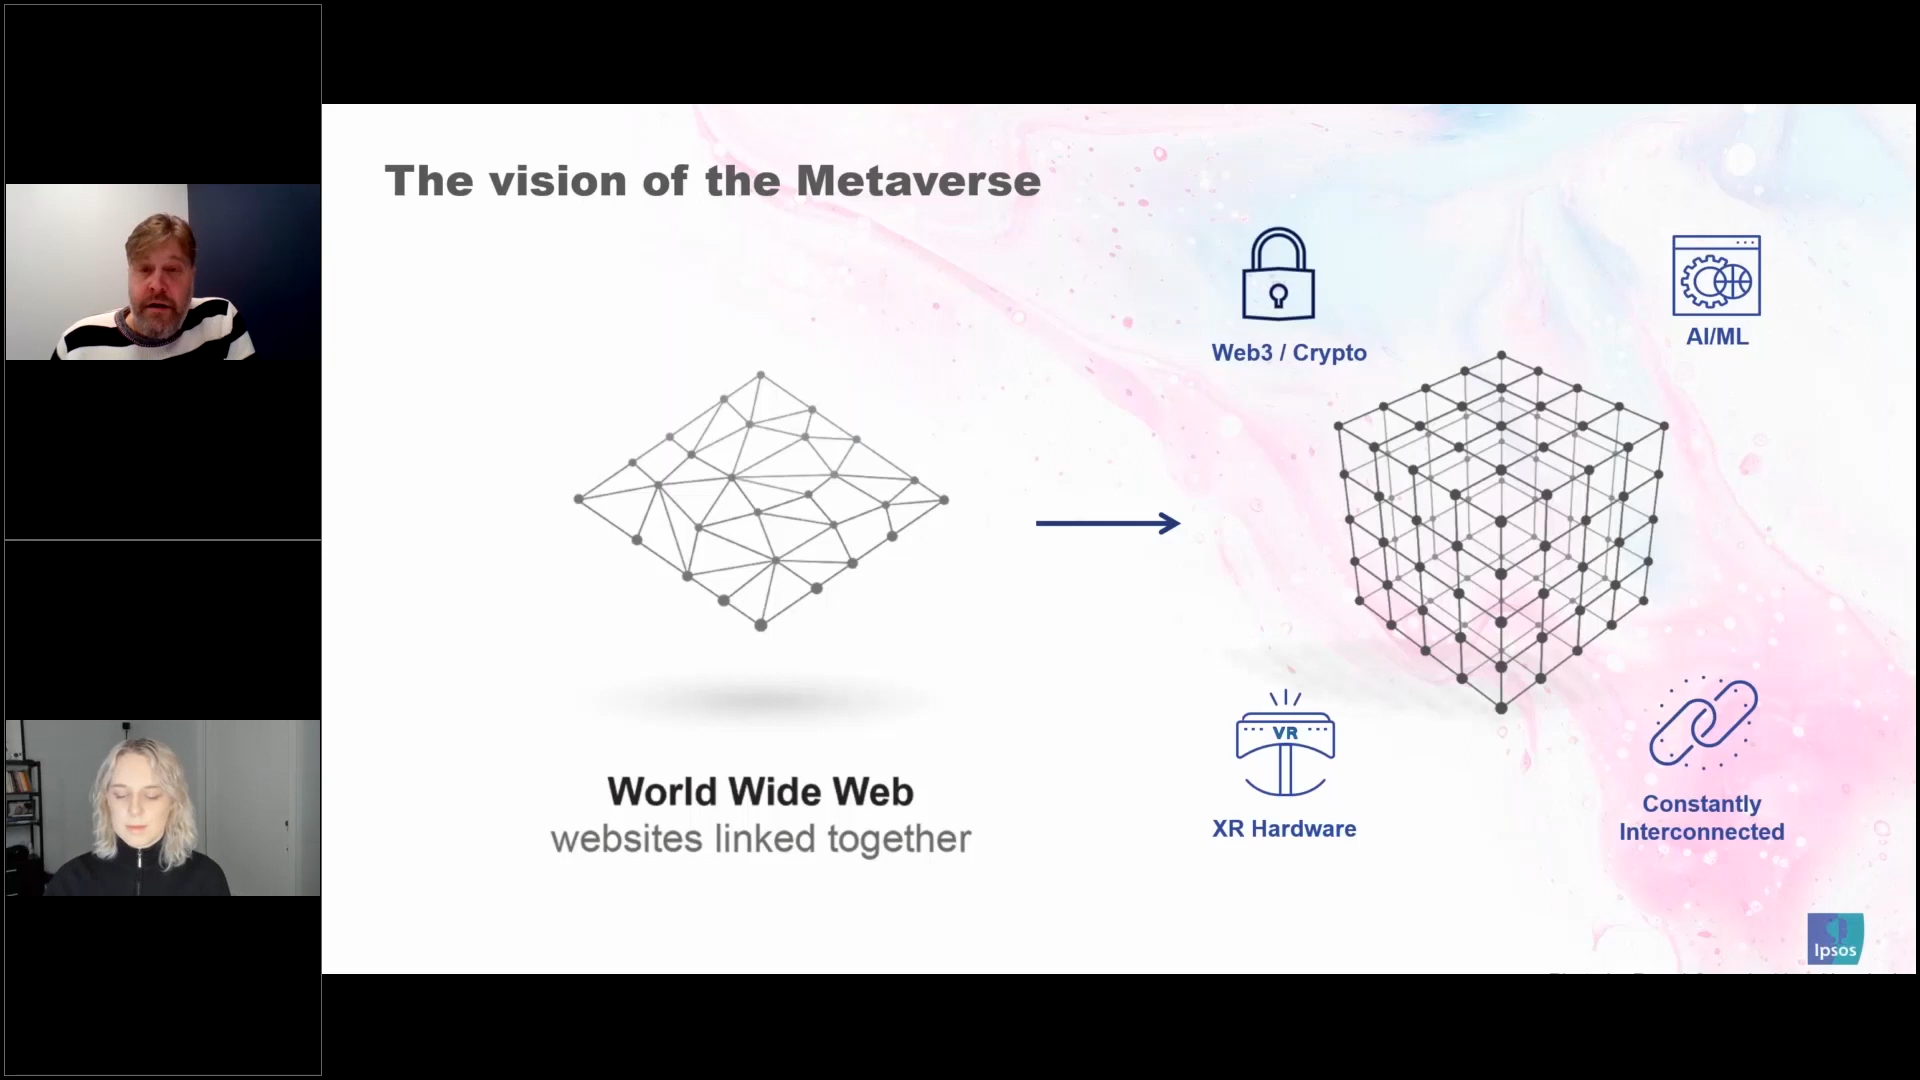 The vision of the Metaverse
Web3 / Crypto
AI/ML
World Wide Web
websites linked together
VR
XR Hardware
Constantly
Interconnected
Ipsos